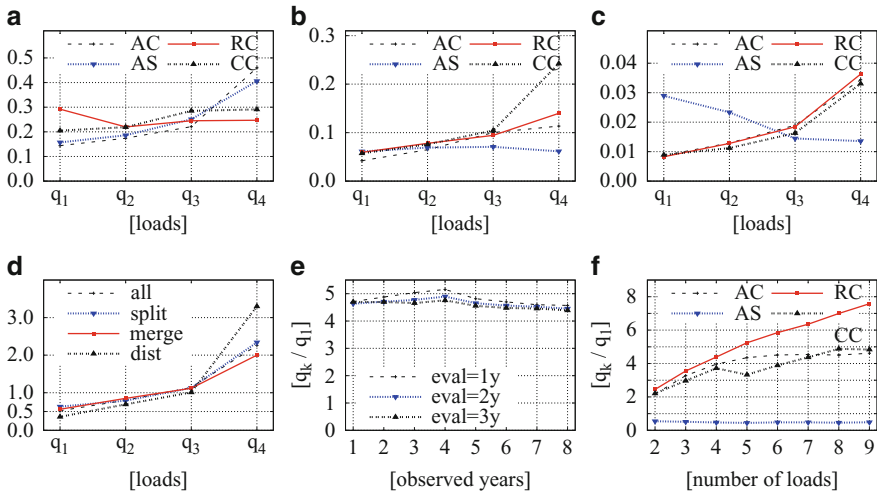 a
0.5
0.4
0.3
0.2
0.1
0.0
AC
RC
AS
CC
q1
q2
q3
q4
[loads]
b
0.3
0.2
0.1
0.0
AC
RC
AS
CC
q1
q2
q3
q4
[loads]
c
0.04
0.03
0.02
0.01
0.00
AC
RC
AS
CC
q1
q2
q3
q4
[loads]
d
3.0
2.0
1.0
0.5
0.0
all
split
merge
dist
q1
q2
q3
q4
[loads]
e
[qk / q1]
5
4
3
2
1
0
eval=1y
eval=2y
eval=3y
1 2 3 4 5 6 7 8
[observed years]
f
[qk / q1]
8
6
4
2
0
AC
RC
AS
CC
2 3 4 5 6 7 8 9
[number of loads]